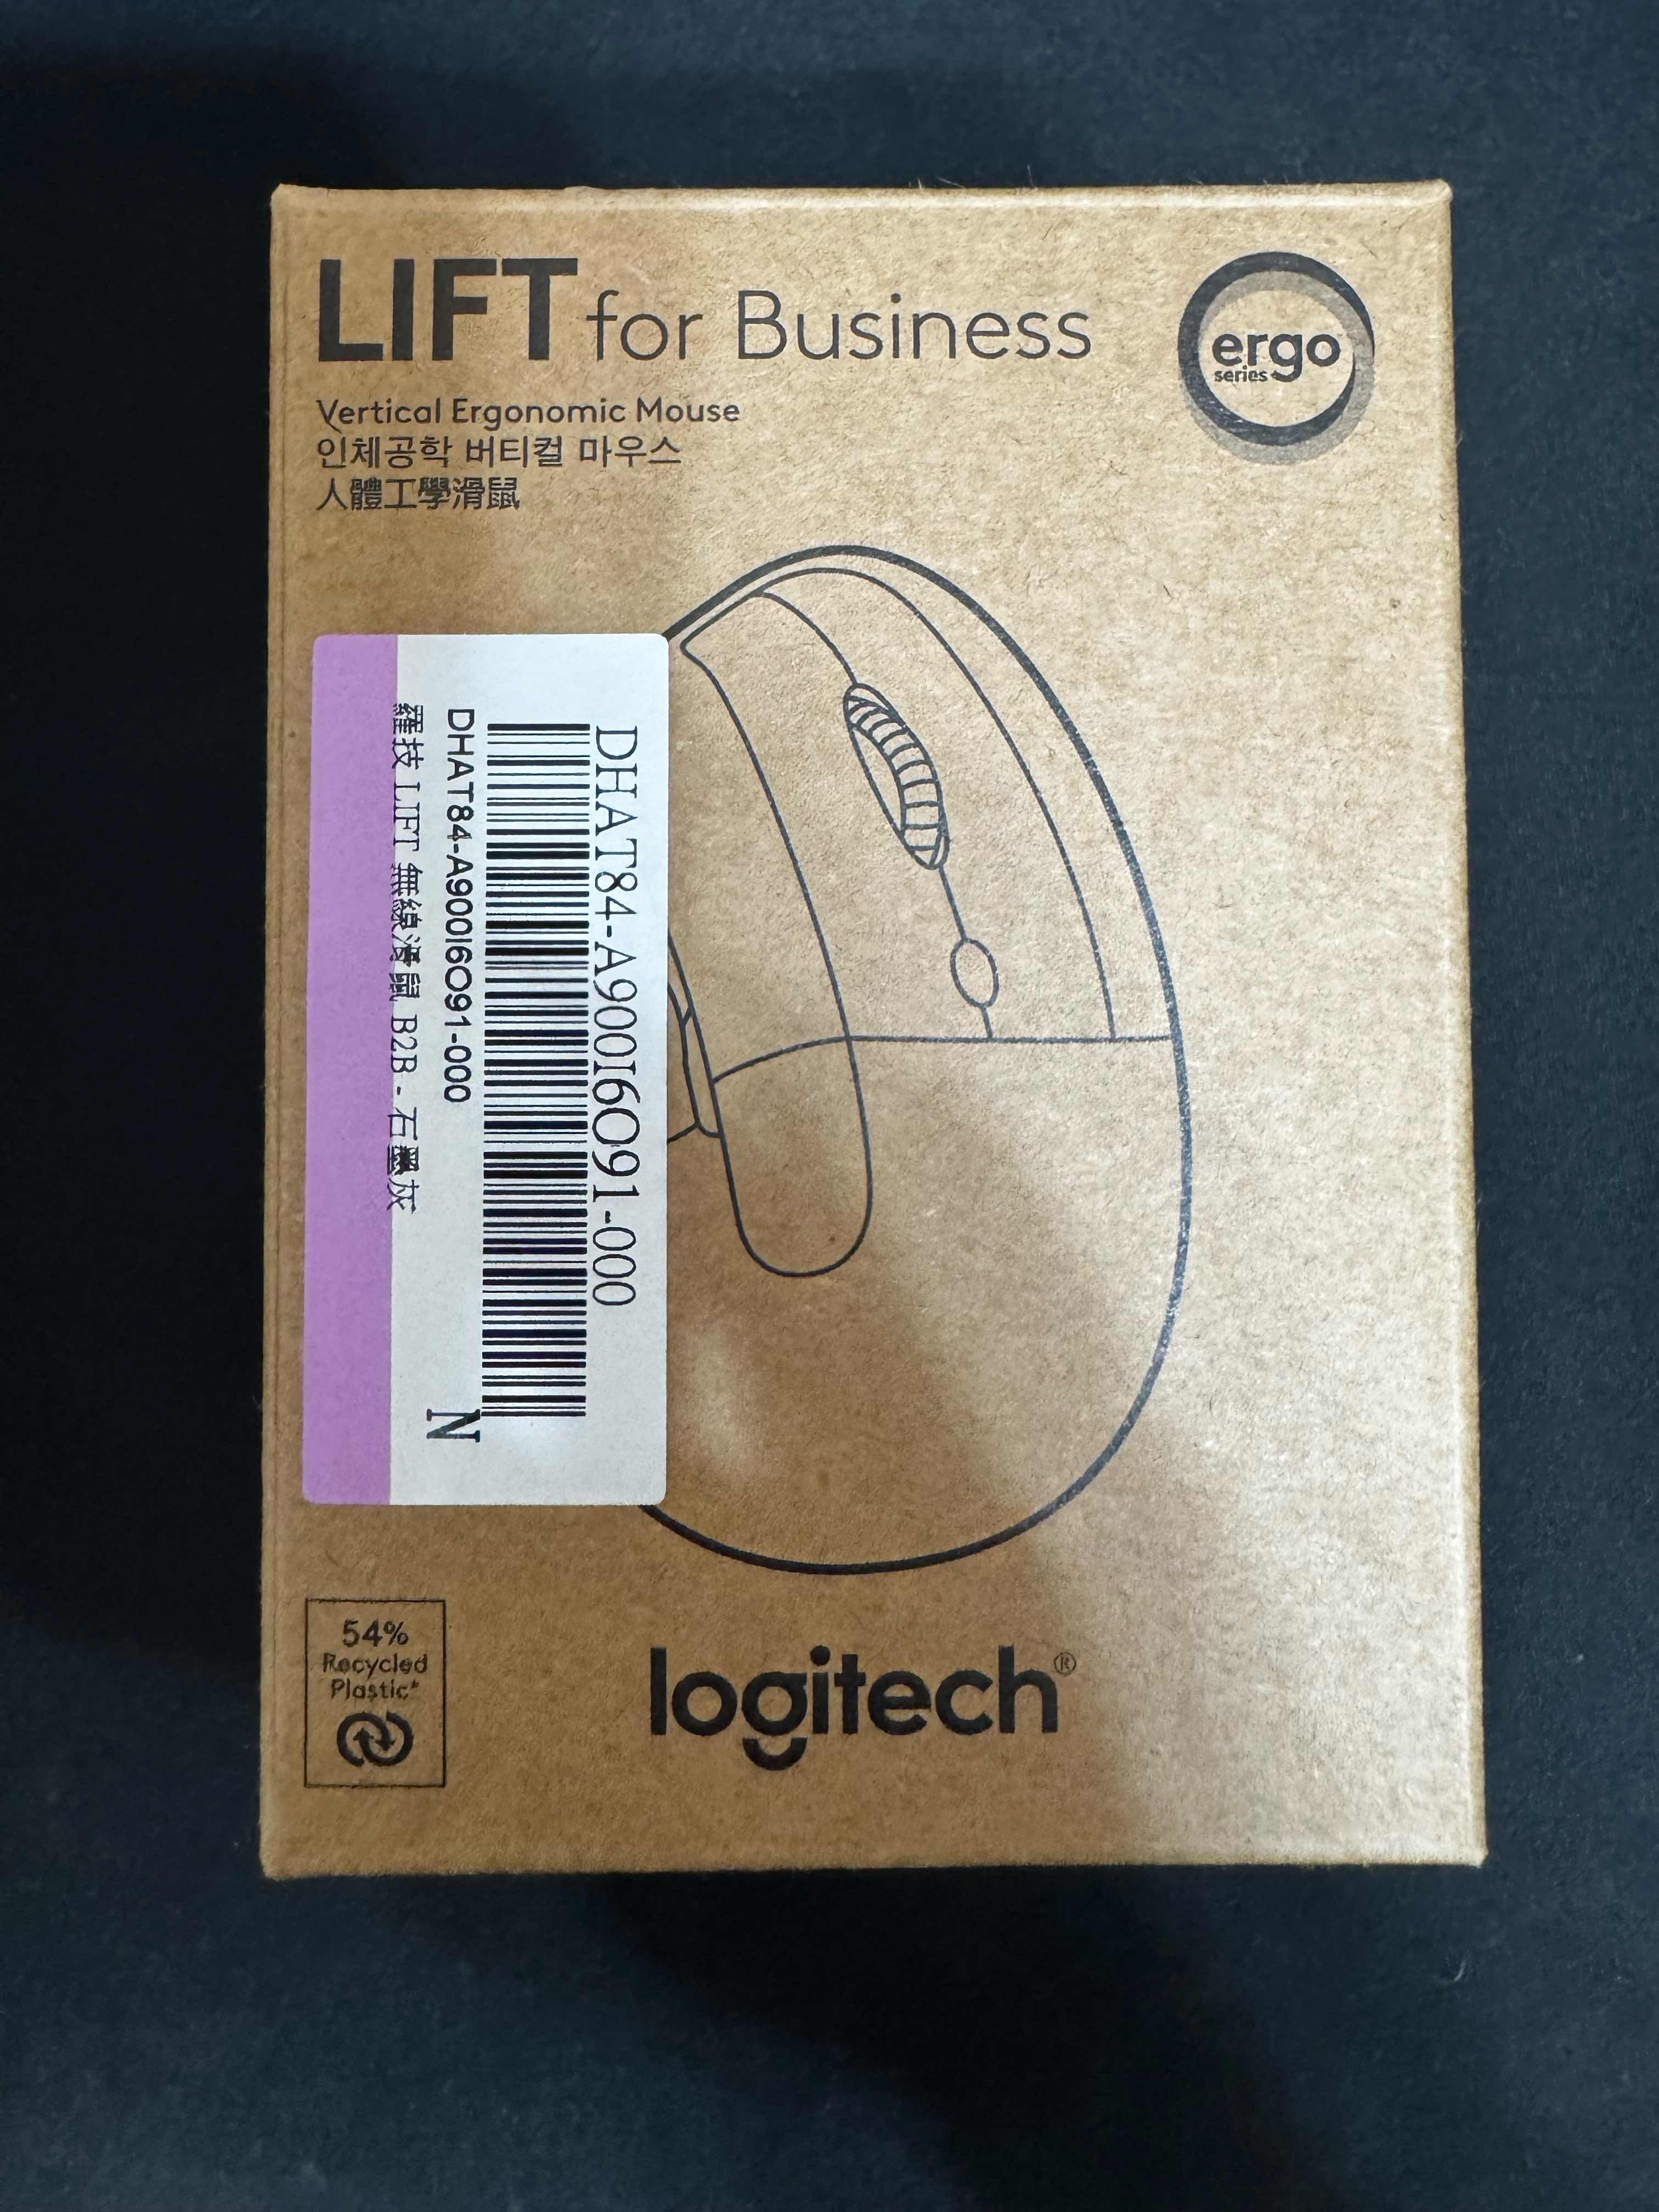 LIFT for Business
ergo
series
Vertical Ergonomic Mouse
인체공학 버티컬 마우스
人體工學滑鼠
DHAT84-A900I6O91-000
DHAT84-A900I6O91-000
羅技 LIFT 無線滑鼠 B2B - 石墨灰
N
54%
Recycled
Plastic*
logitech®